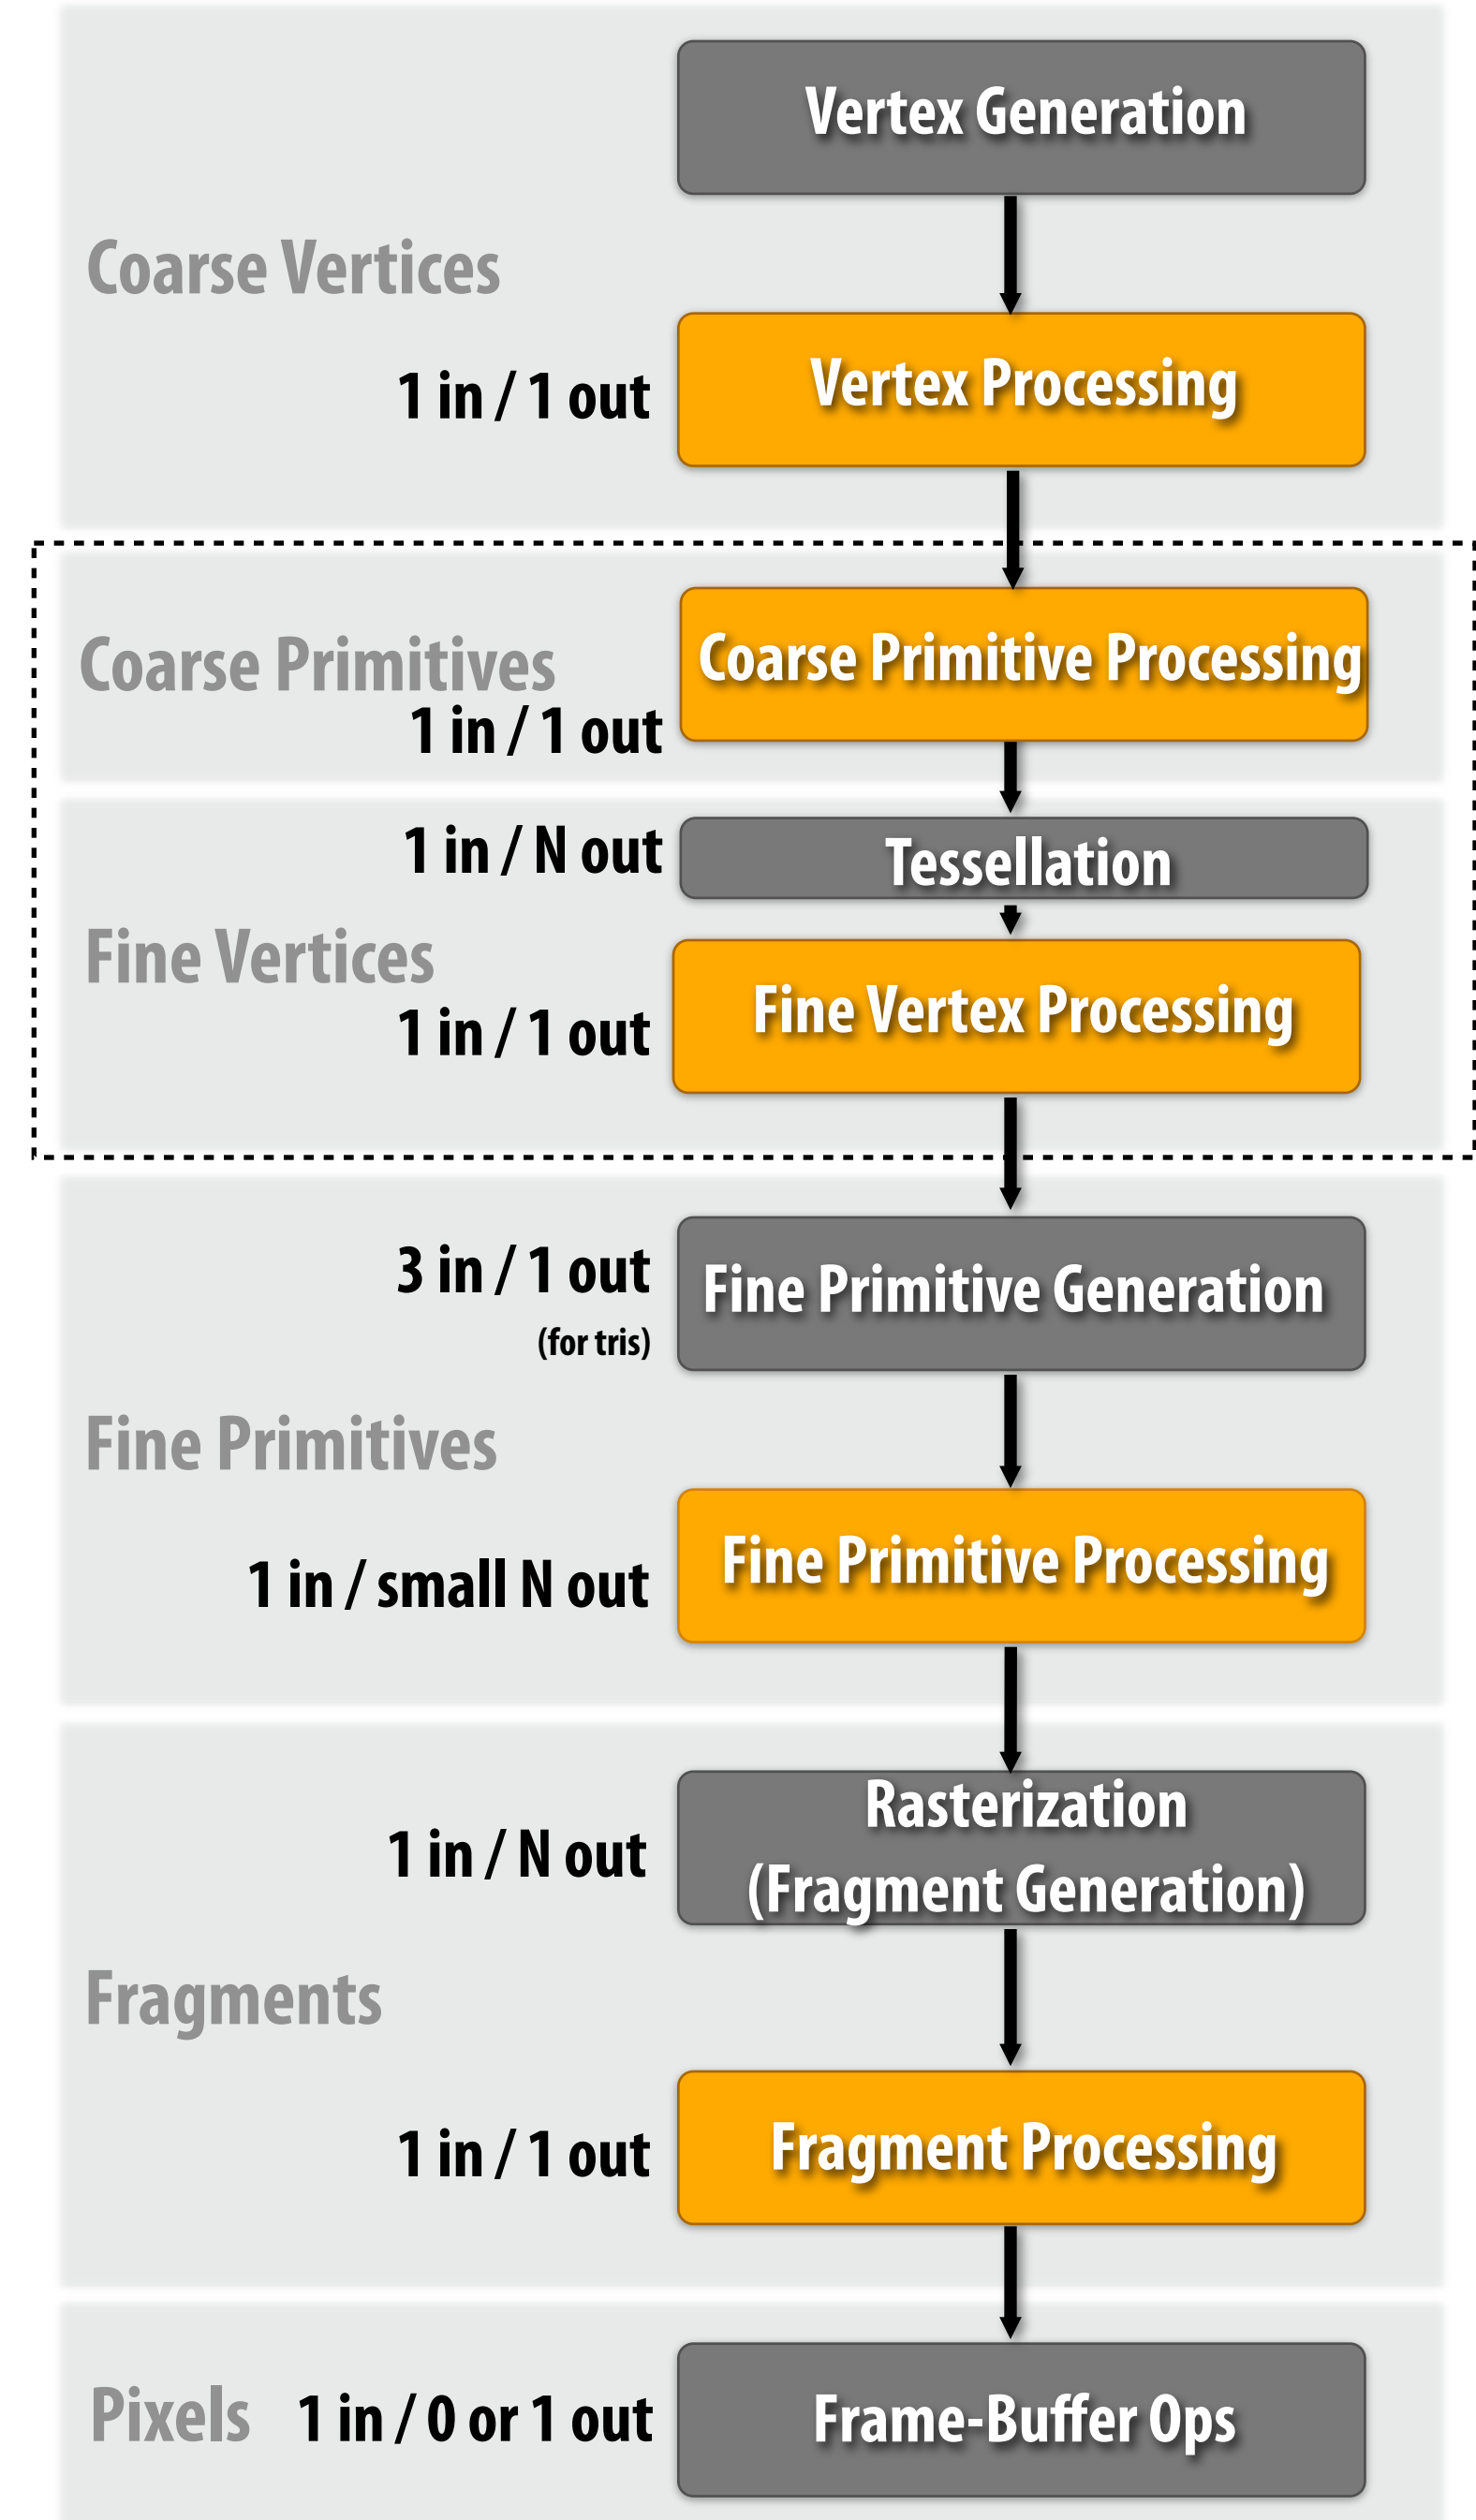 Vertex Generation
Coarse Vertices
1 in / 1 out
Vertex Processing
Coarse Primitives
Coarse Primitive Processing
1 in / 1 out
1 in / N out
Tessellation
Fine Vertices
1 in / 1 out
Fine Vertex Processing
3 in / 1 out
(for tris)
Fine Primitive Generation
Fine Primitives
1 in / small N out
Fine Primitive Processing
1 in / N out
Rasterization
(Fragment Generation)
Fragments
1 in / 1 out
Fragment Processing
Pixels
1 in / 0 or 1 out
Frame-Buffer Ops